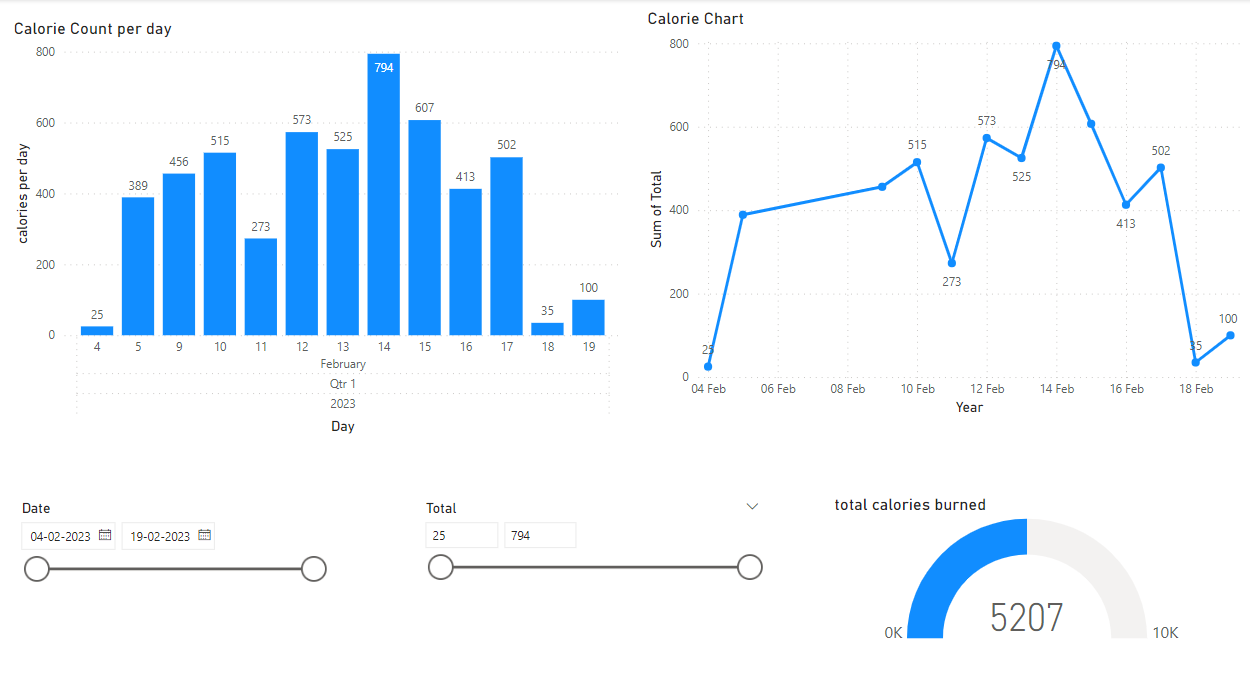 Calorie Count per day
calories per day
800
600
400
200
0
25
389
456
515
273
573
525
794
607
413
502
35
100
4 5 9 10 11 12 13 14 15 16 17 18 19
February
Qtr 1
2023
Day
Calorie Chart
Sum of Total
800
600
400
200
0
25
515
273
573
525
794
413
502
35
100
04 Feb 06 Feb 08 Feb 10 Feb 12 Feb 14 Feb 16 Feb 18 Feb
Year
Date
04-02-2023 19-02-2023
Total
25 794
total calories burned
5207
0K 10K